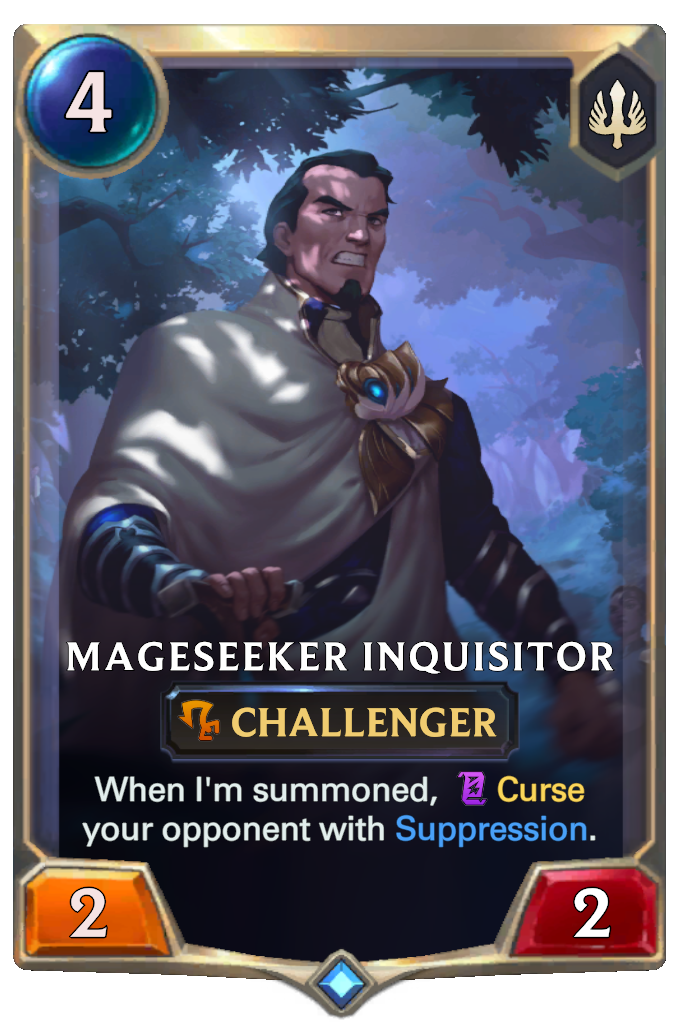 4
MAGESEEKER INQUISITOR
CHALLENGER
When I'm summoned, Curse
your opponent with Suppression.
2 2